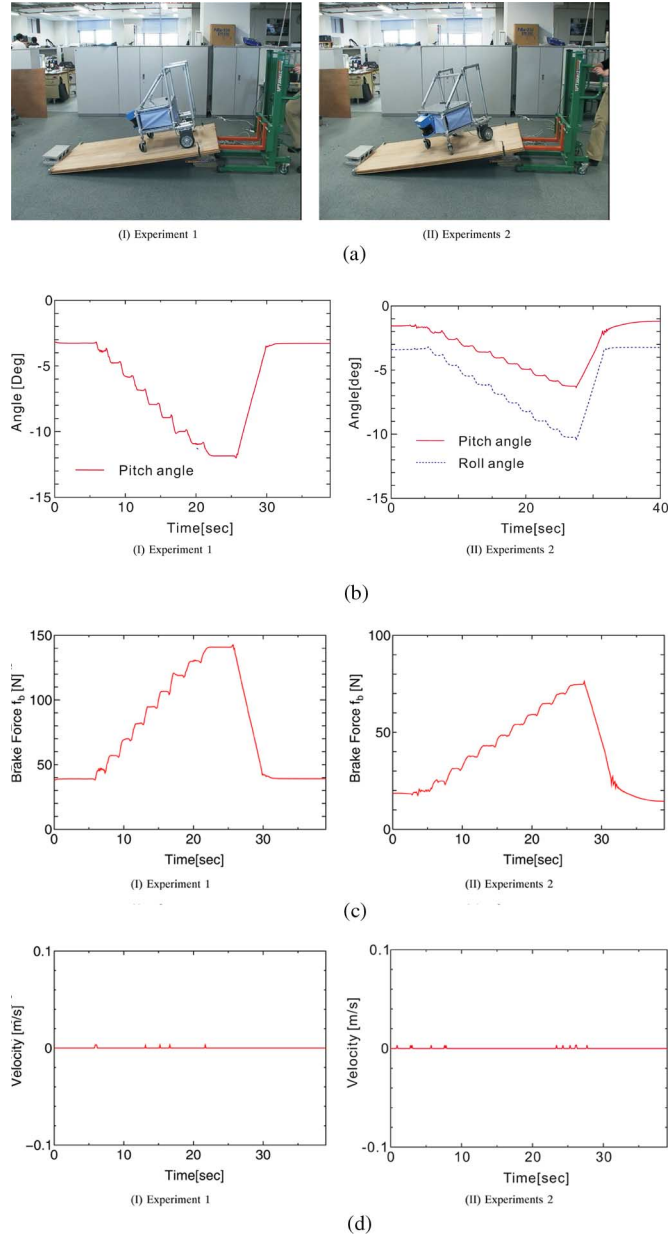 (I) Experiment 1
(II) Experiments 2
(a)
0
-5
-10
-15
Angle [Deg]
Pitch angle
0 10 20 30
Time[sec]
(I) Experiment 1
0
-5
-10
-15
Angle[deg]
Pitch angle
Roll angle
0 20 30 40
Time[sec]
(II) Experiments 2
(b)
150
100
50
0
Brake Force fb [N]
0 10 20 30
Time[sec]
(I) Experiment 1
100
50
0
Brake Force fb [N]
0 10 20 30
Time[sec]
(II) Experiments 2
(c)
0.1
0
−0.1
Velocity [m/s]
0 10 20 30
Time[sec]
(I) Experiment 1
0.1
0
-0.1
Velocity [m/s]
0 10 20 30
Time[sec]
(II) Experiments 2
(d)